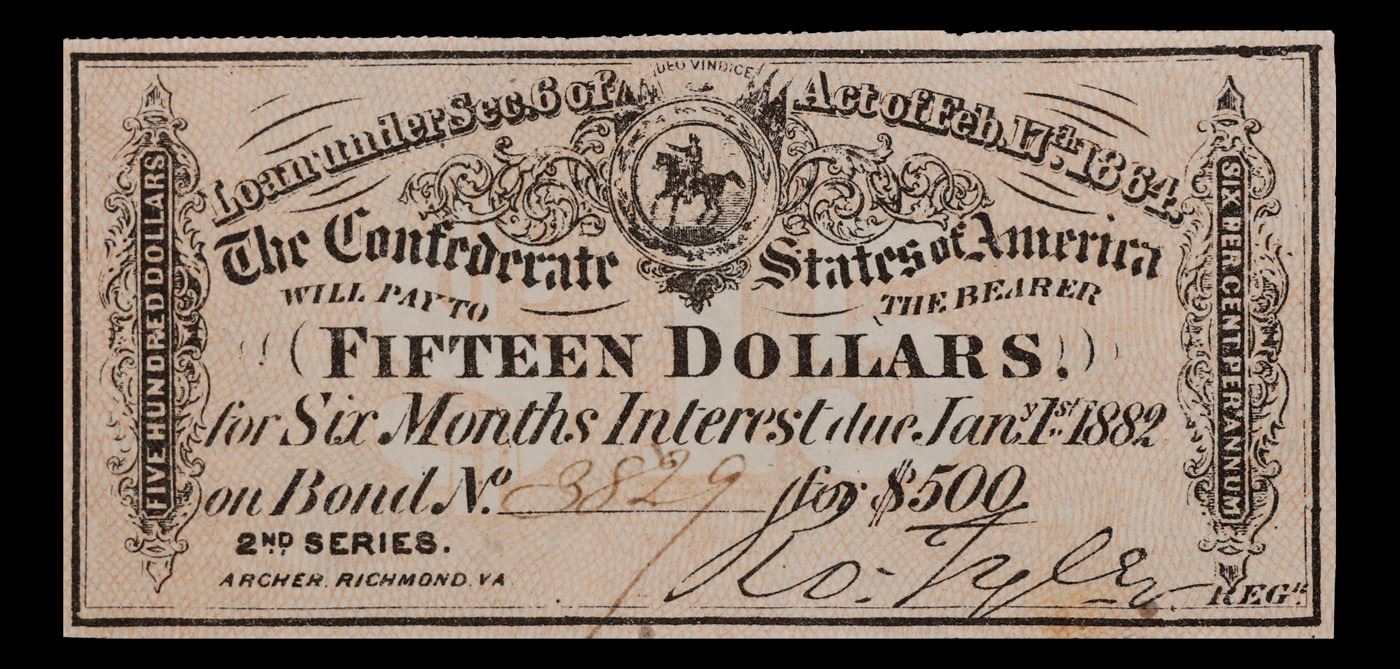 DEO VINDICE
Loan under Sec. 6 of Act of Feb. 17th 1864.
The Confederate States of America
WILL PAY TO THE BEARER
FIFTEEN DOLLARS.
for Six Months Interest due Jany. 1st 1882
on Bond No. 3829 for $500
2ND SERIES.
Ro. Tyler REGR.
ARCHER, RICHMOND, VA
FIVE HUNDRED DOLLARS
SIX PER CENT PER ANNUM